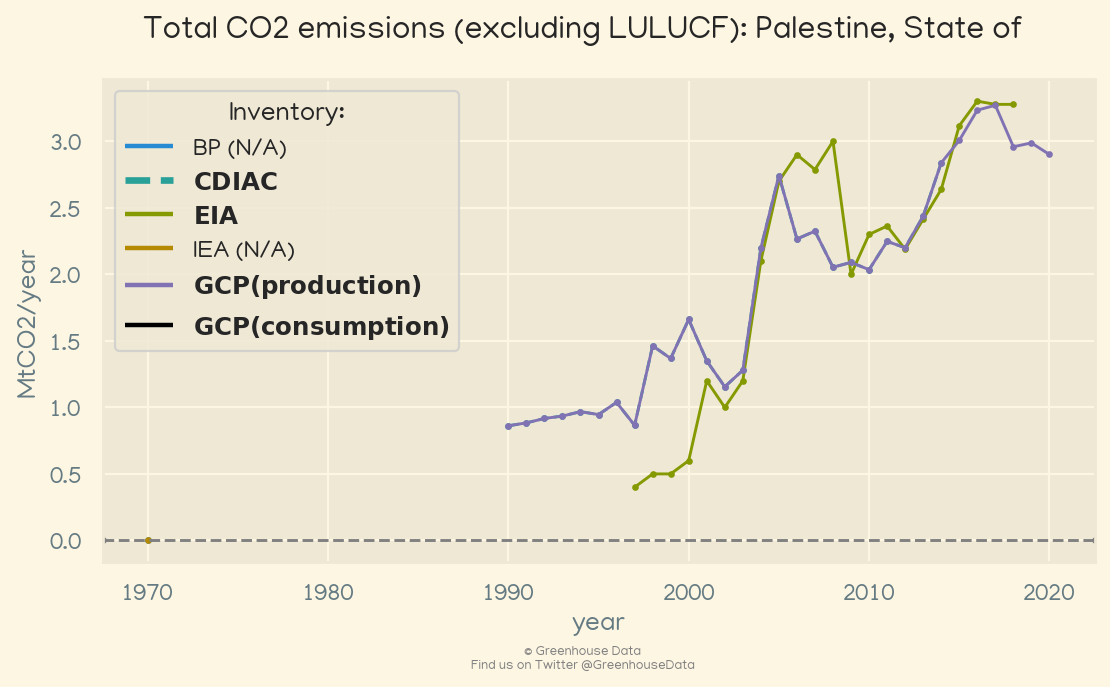 Total CO2 emissions (excluding LULUCF): Palestine, State of
Inventory:
BP (N/A)
CDIAC
EIA
IEA (N/A)
GCP(production)
GCP(consumption)
MtCO2/year
3.0
2.5
2.0
1.5
1.0
0.5
0.0
1970 1980 1990 2000 2010 2020
year
© Greenhouse Data
Find us on Twitter @GreenhouseData